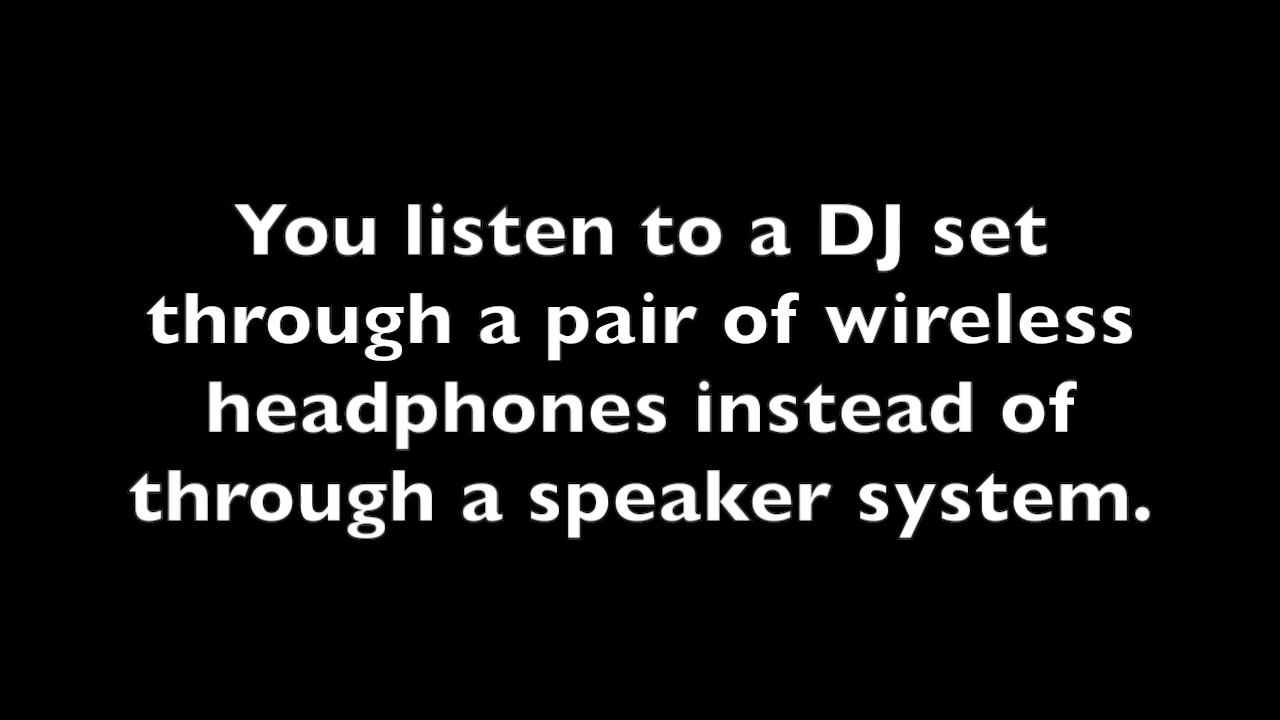 You listen to a DJ set
through a pair of wireless
headphones instead of
through a speaker system.